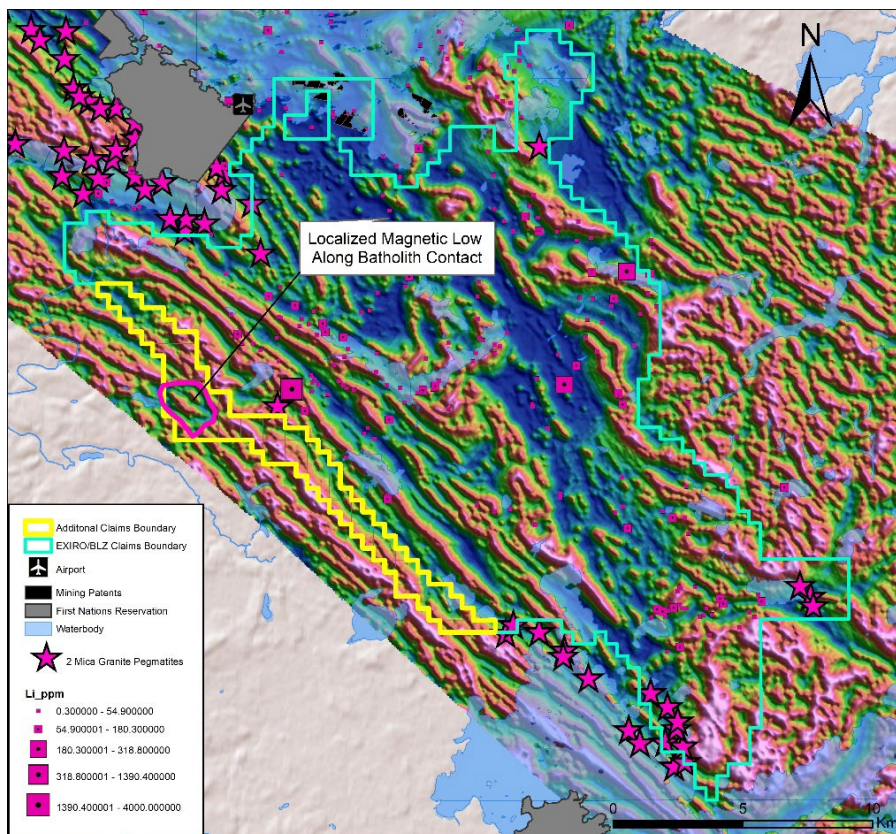 N
Localized Magnetic Low
Along Batholith Contact
Additonal Claims Boundary
EXIRO/BLZ Claims Boundary
Airport
Mining Patents
First Nations Reservation
Waterbody
2 Mica Granite Pegmatites
Li_ppm
0.300000 - 54.900000
54.900001 - 180.300000
180.300001 - 318.800000
318.800001 - 1390.400000
1390.400001 - 4000.000000
0 5 10
Km